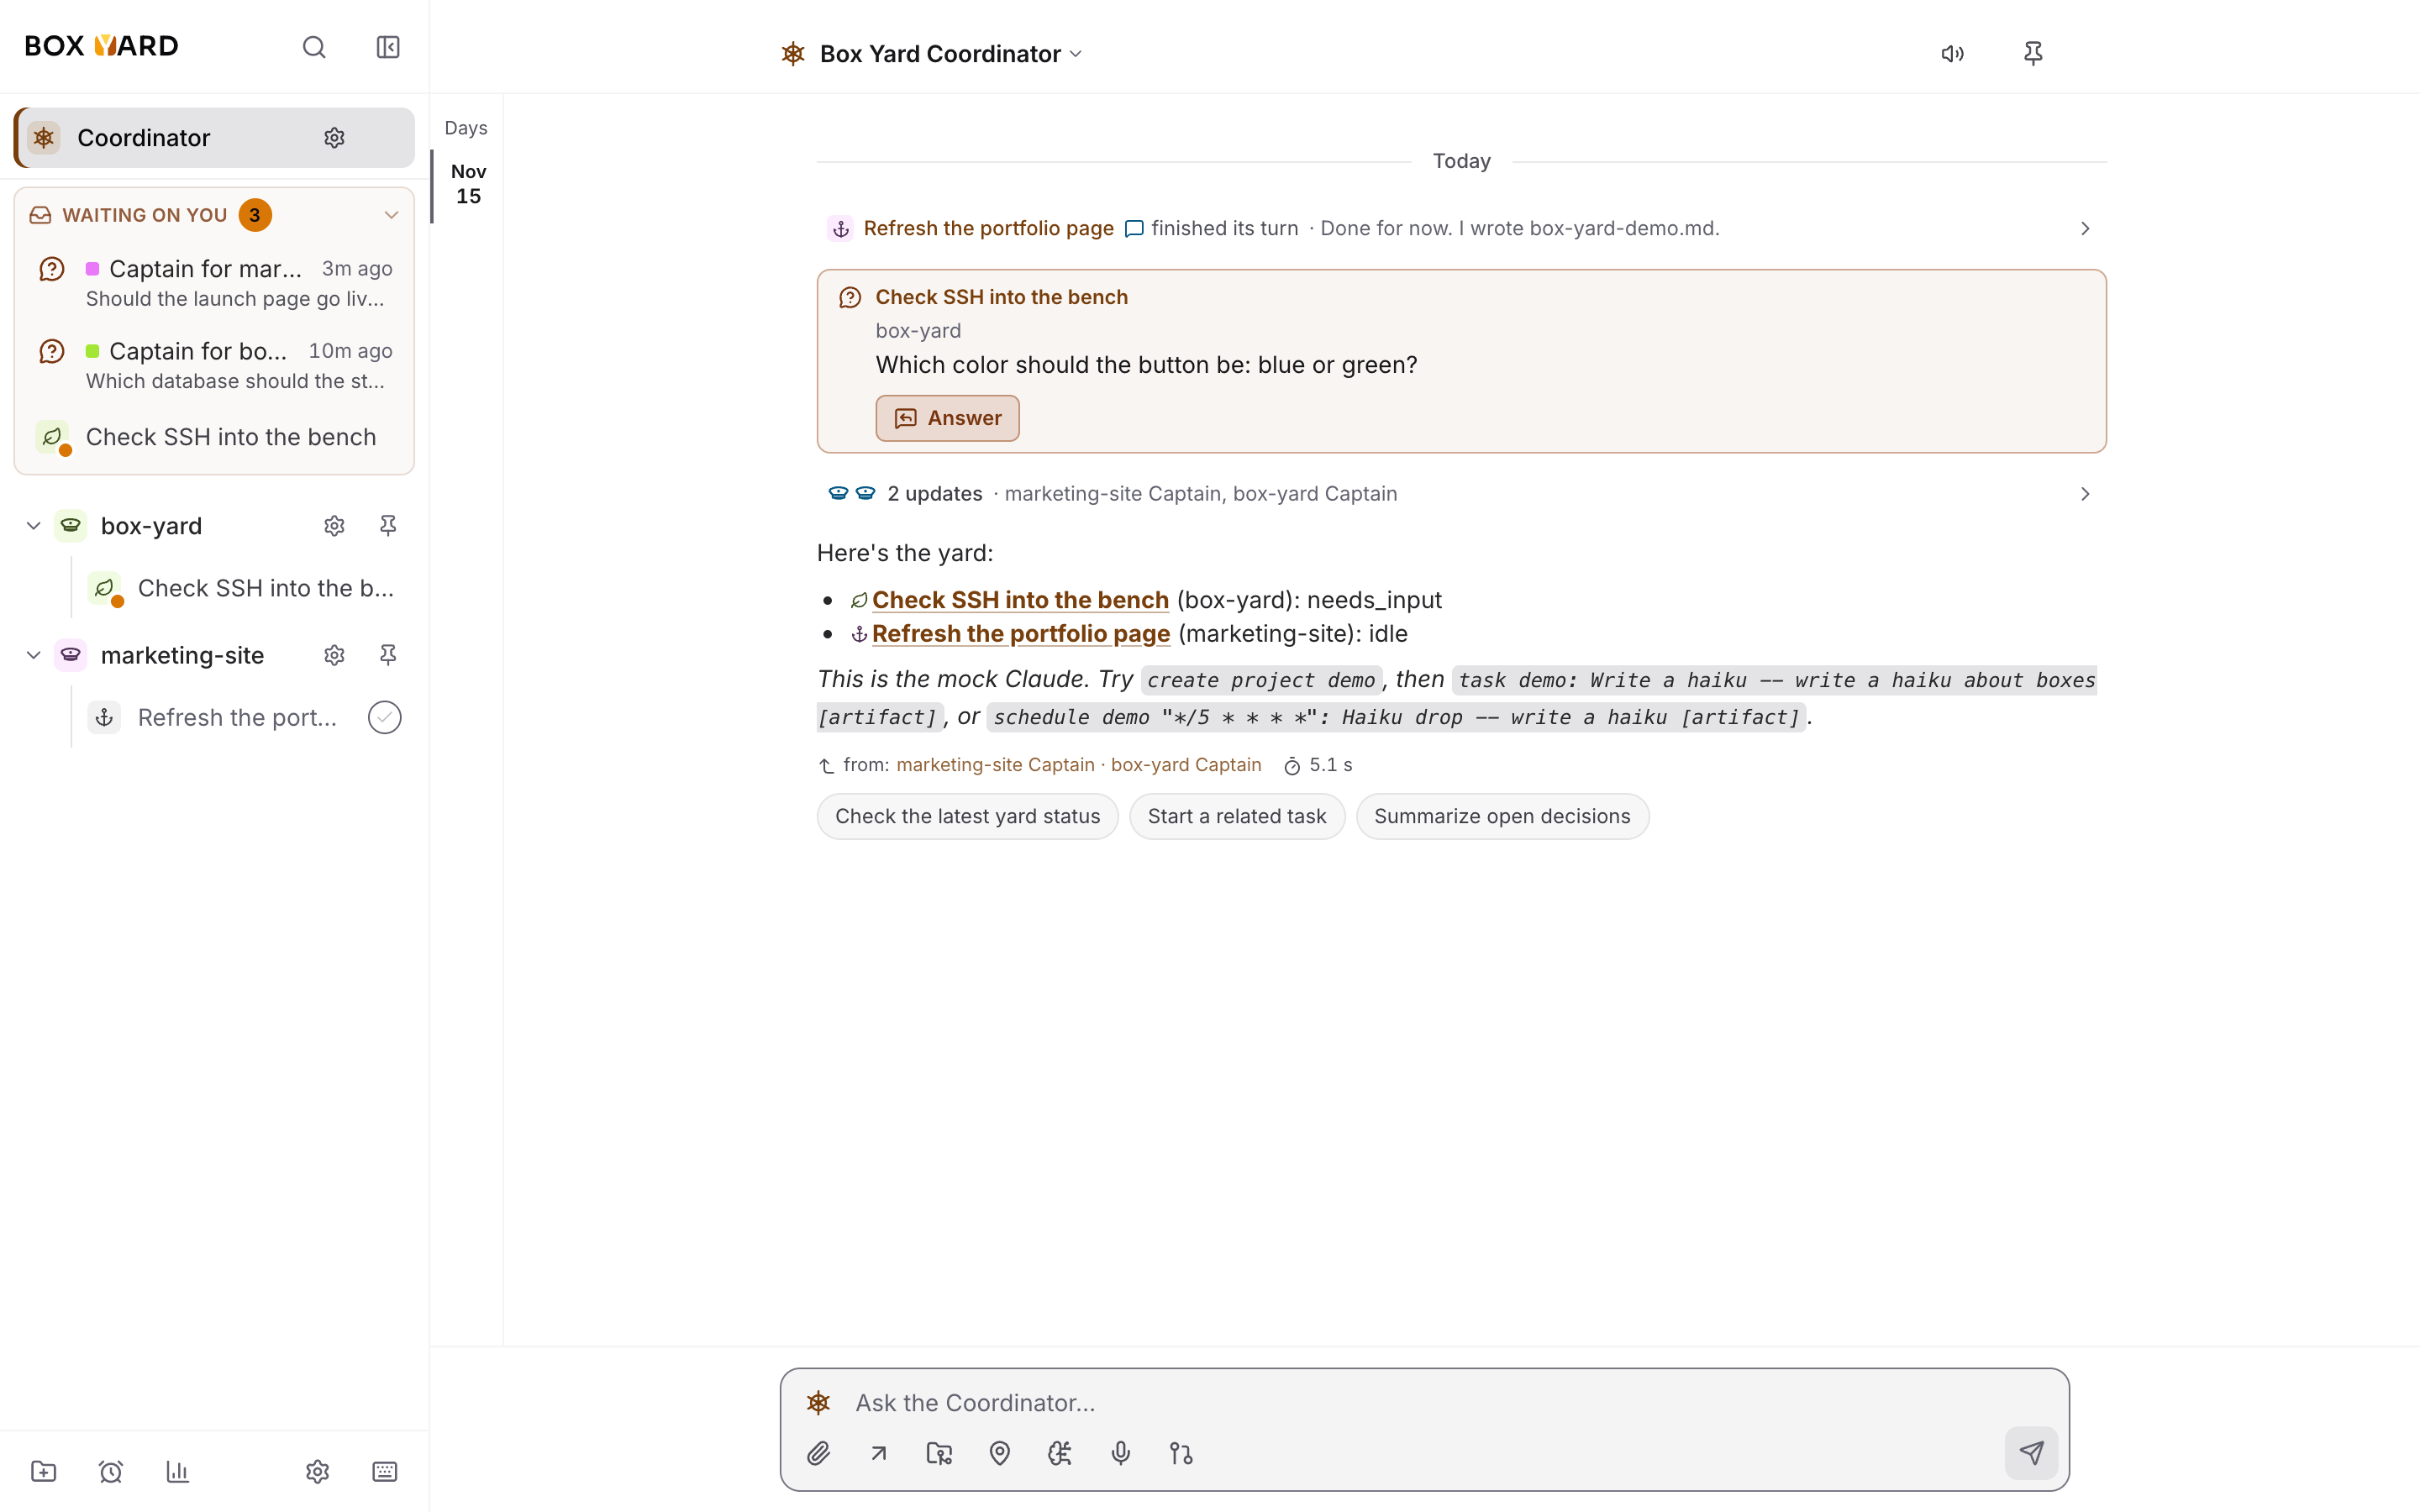 BOX YARD
Coordinator
WAITING ON YOU 3
Captain for mar... 3m ago
Should the launch page go liv...
Captain for bo... 10m ago
Which database should the st...
Check SSH into the bench
box-yard
Check SSH into the b...
marketing-site
Refresh the port...
Days
Nov
15
Box Yard Coordinator
Today
Refresh the portfolio page finished its turn · Done for now. I wrote box-yard-demo.md.
Check SSH into the bench
box-yard
Which color should the button be: blue or green?
Answer
2 updates · marketing-site Captain, box-yard Captain
Here's the yard:
• Check SSH into the bench (box-yard): needs_input
• Refresh the portfolio page (marketing-site): idle
This is the mock Claude. Try create project demo, then task demo: Write a haiku -- write a haiku about boxes
[artifact], or schedule demo "*/5 * * * *": Haiku drop -- write a haiku [artifact].
from: marketing-site Captain · box-yard Captain 5.1 s
Check the latest yard status
Start a related task
Summarize open decisions
Ask the Coordinator...